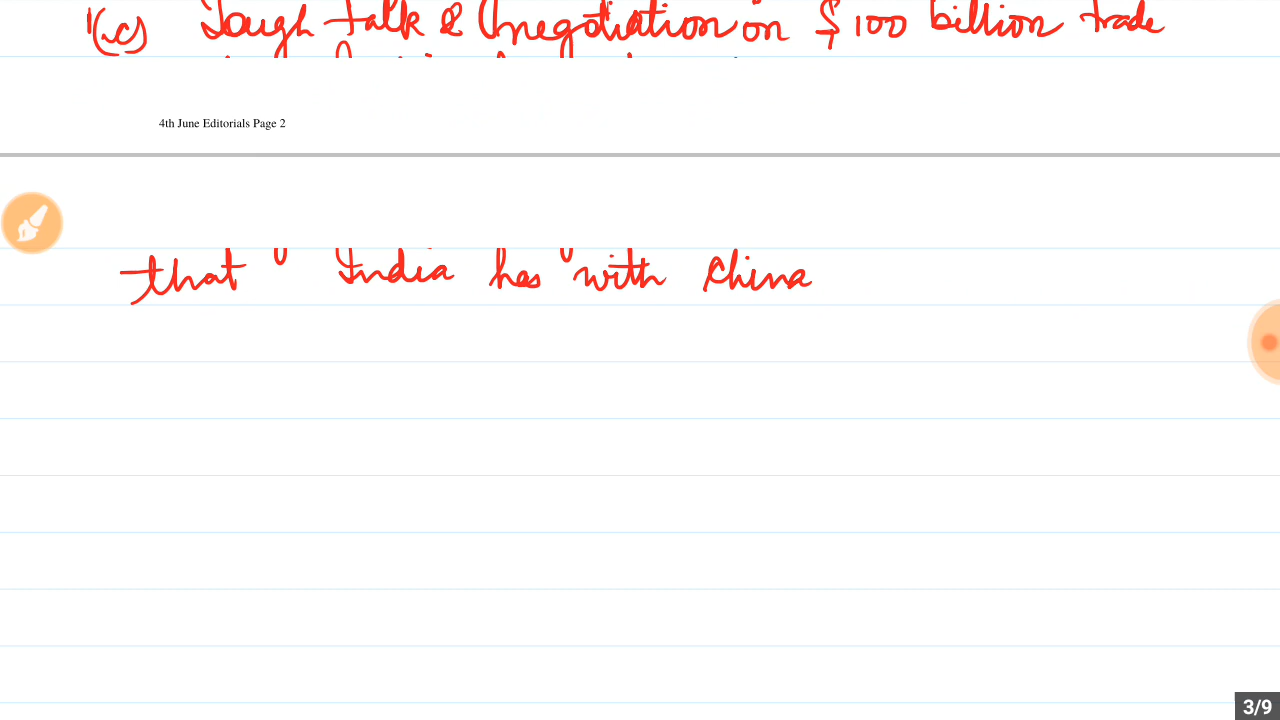 (c) Tough talk & negotiation on $ 100 billion trade
4th June Editorials Page 2
that India has with China
3/9